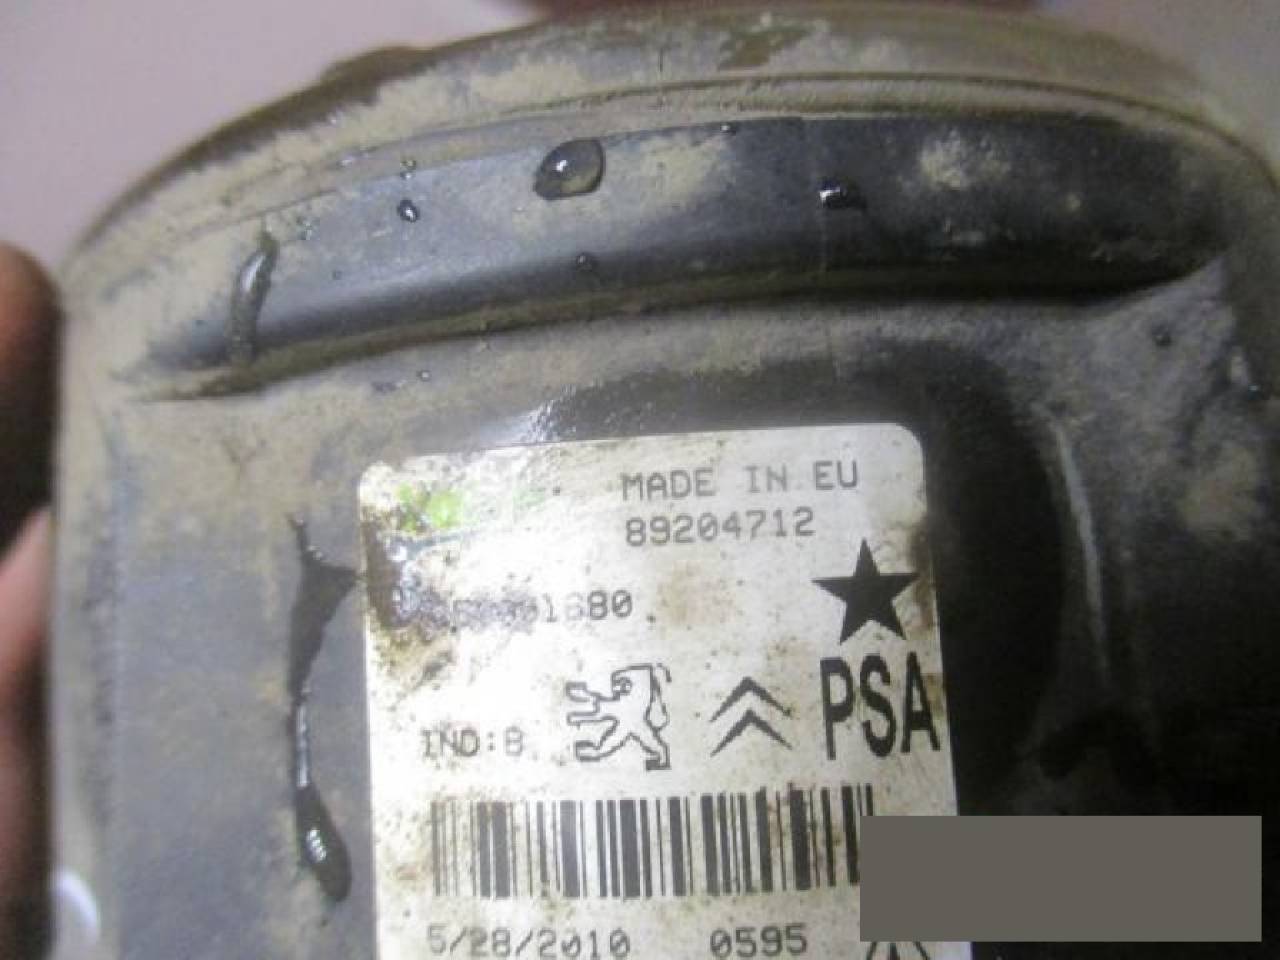 MADE IN EU
89204712
IND:B
PSA
5/28/2010 0595